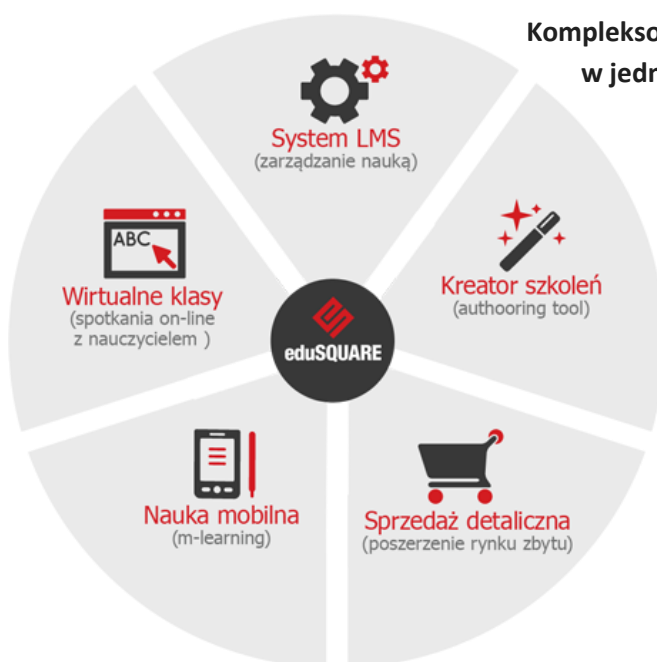 Komplekso
w jedn
System LMS
(zarządzanie nauką)
ABC
Wirtualne klasy
(spotkania on-line
z nauczycielem )
Kreator szkoleń
(authooring tool)
eduSQUARE
Nauka mobilna
(m-learning)
Sprzedaż detaliczna
(poszerzenie rynku zbytu)